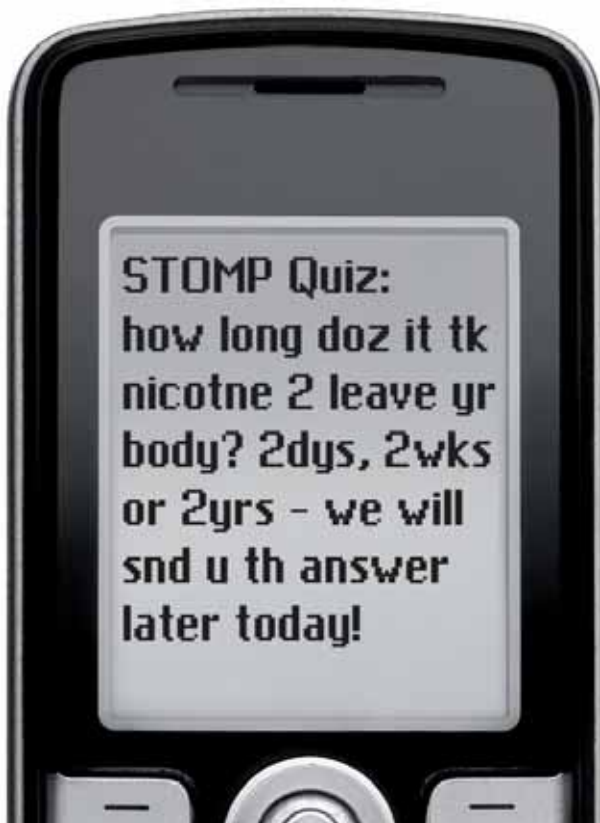 STOMP Quiz:
how long doz it tk
nicotne 2 leave yr
body? 2dys, 2wks
or 2yrs - we will
snd u th answer
later today!